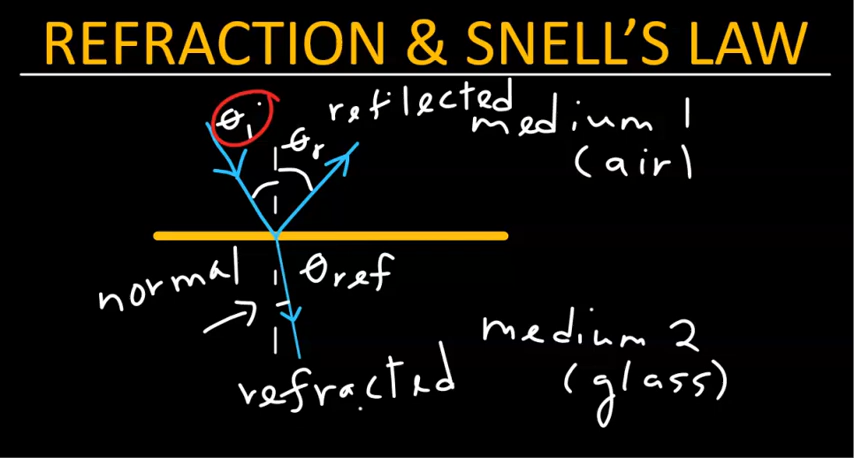 REFRACTION & SNELL'S LAW
θi
θr
reflected
medium 1
(air)
normal
θref
medium 2
(glass)
refracted